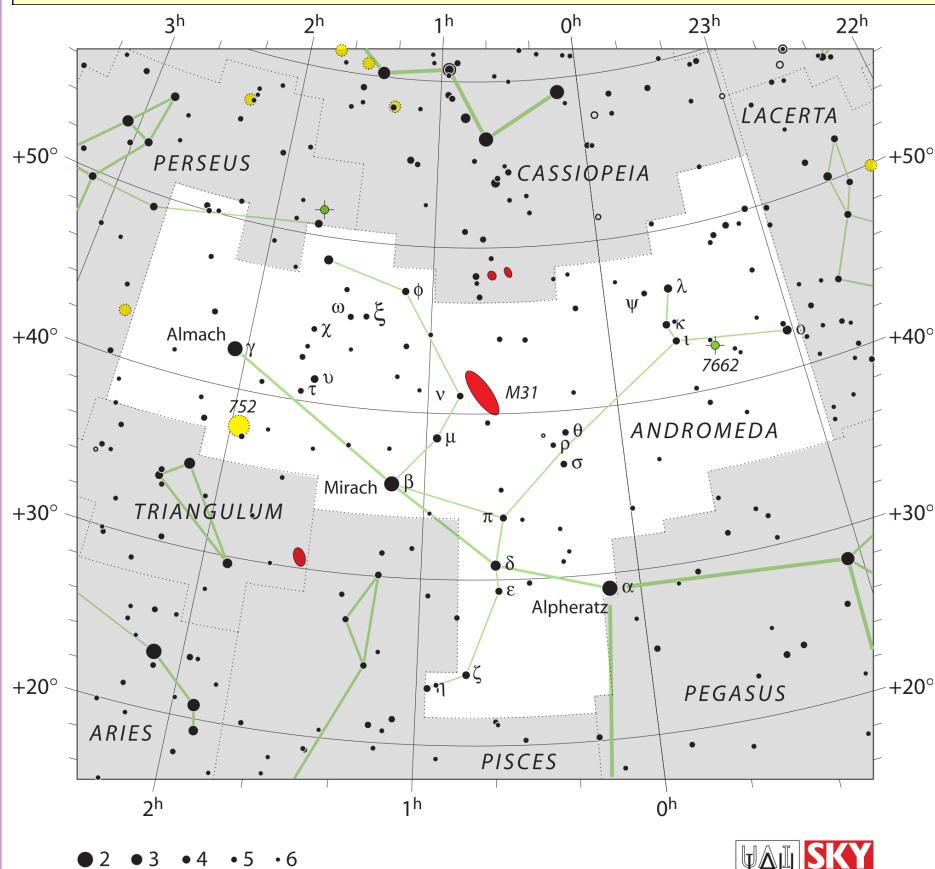 3h 2h 1h 0h 23h 22h
LACERTA
+50° PERSEUS CASSIOPEIA +50°
λ
ϕ ψ
ω ξ κ
χ ι ο
+40° Almach γ +40°
7662
υ
τ ν M31
752
θ ANDROMEDA
μ ρ
σ
Mirach β
+30° TRIANGULUM π +30°
δ
ε α
Alpheratz
ζ
η
+20° PEGASUS +20°
ARIES
PISCES
2h 1h 0h
2 3 4 5 6
IAU SKY